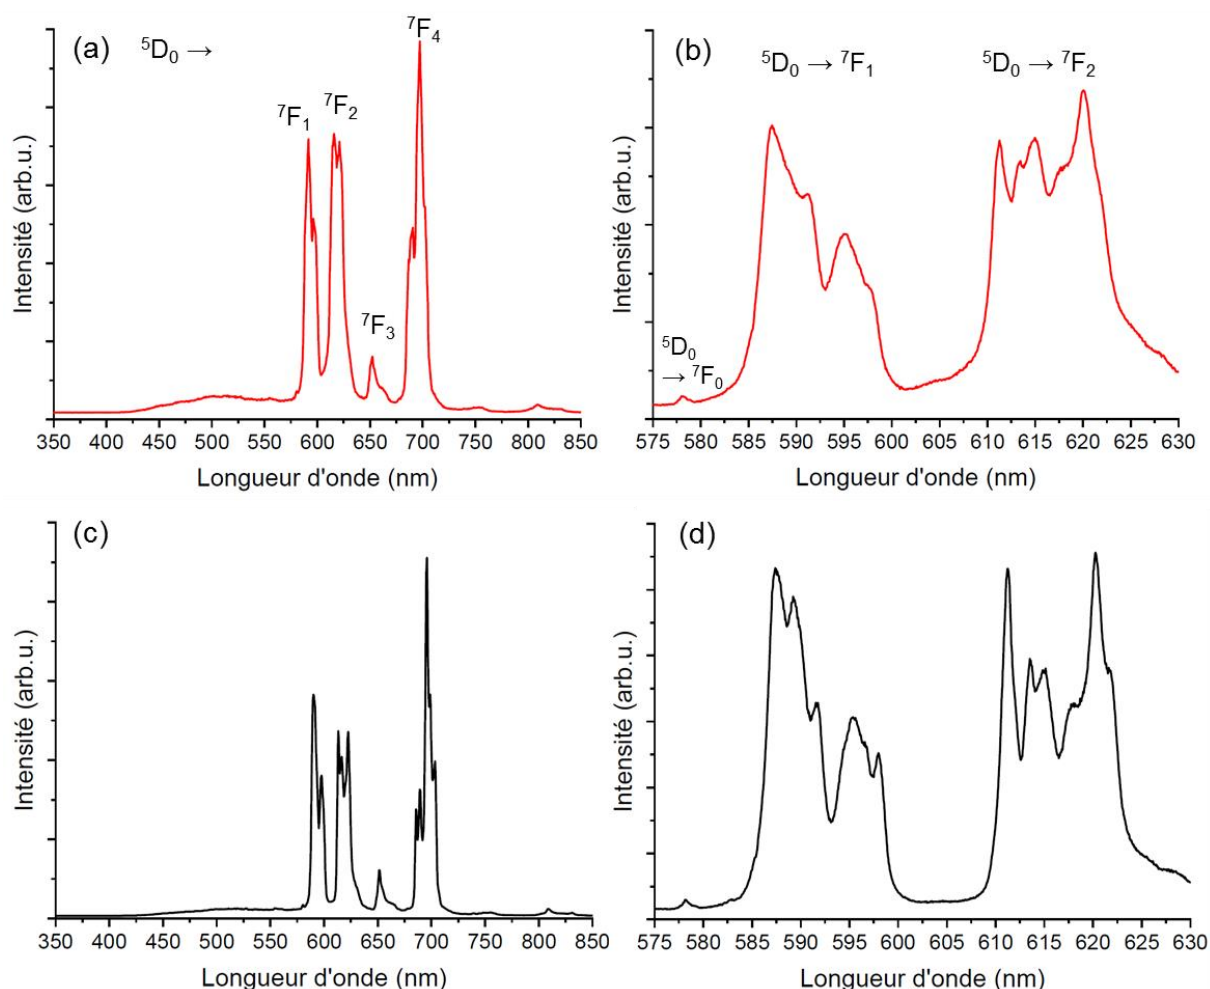 (a)
⁵D₀ →
⁷F₁
⁷F₂
⁷F₃
⁷F₄
Intensité (arb.u.)
350 400 450 500 550 600 650 700 750 800 850
Longueur d'onde (nm)
(b)
⁵D₀ → ⁷F₁
⁵D₀ → ⁷F₂
⁵D₀
→ ⁷F₀
Intensité (arb.u.)
575 580 585 590 595 600 605 610 615 620 625 630
Longueur d'onde (nm)
(c)
Intensité (arb.u.)
350 400 450 500 550 600 650 700 750 800 850
Longueur d'onde (nm)
(d)
Intensité (arb.u.)
575 580 585 590 595 600 605 610 615 620 625 630
Longueur d'onde (nm)